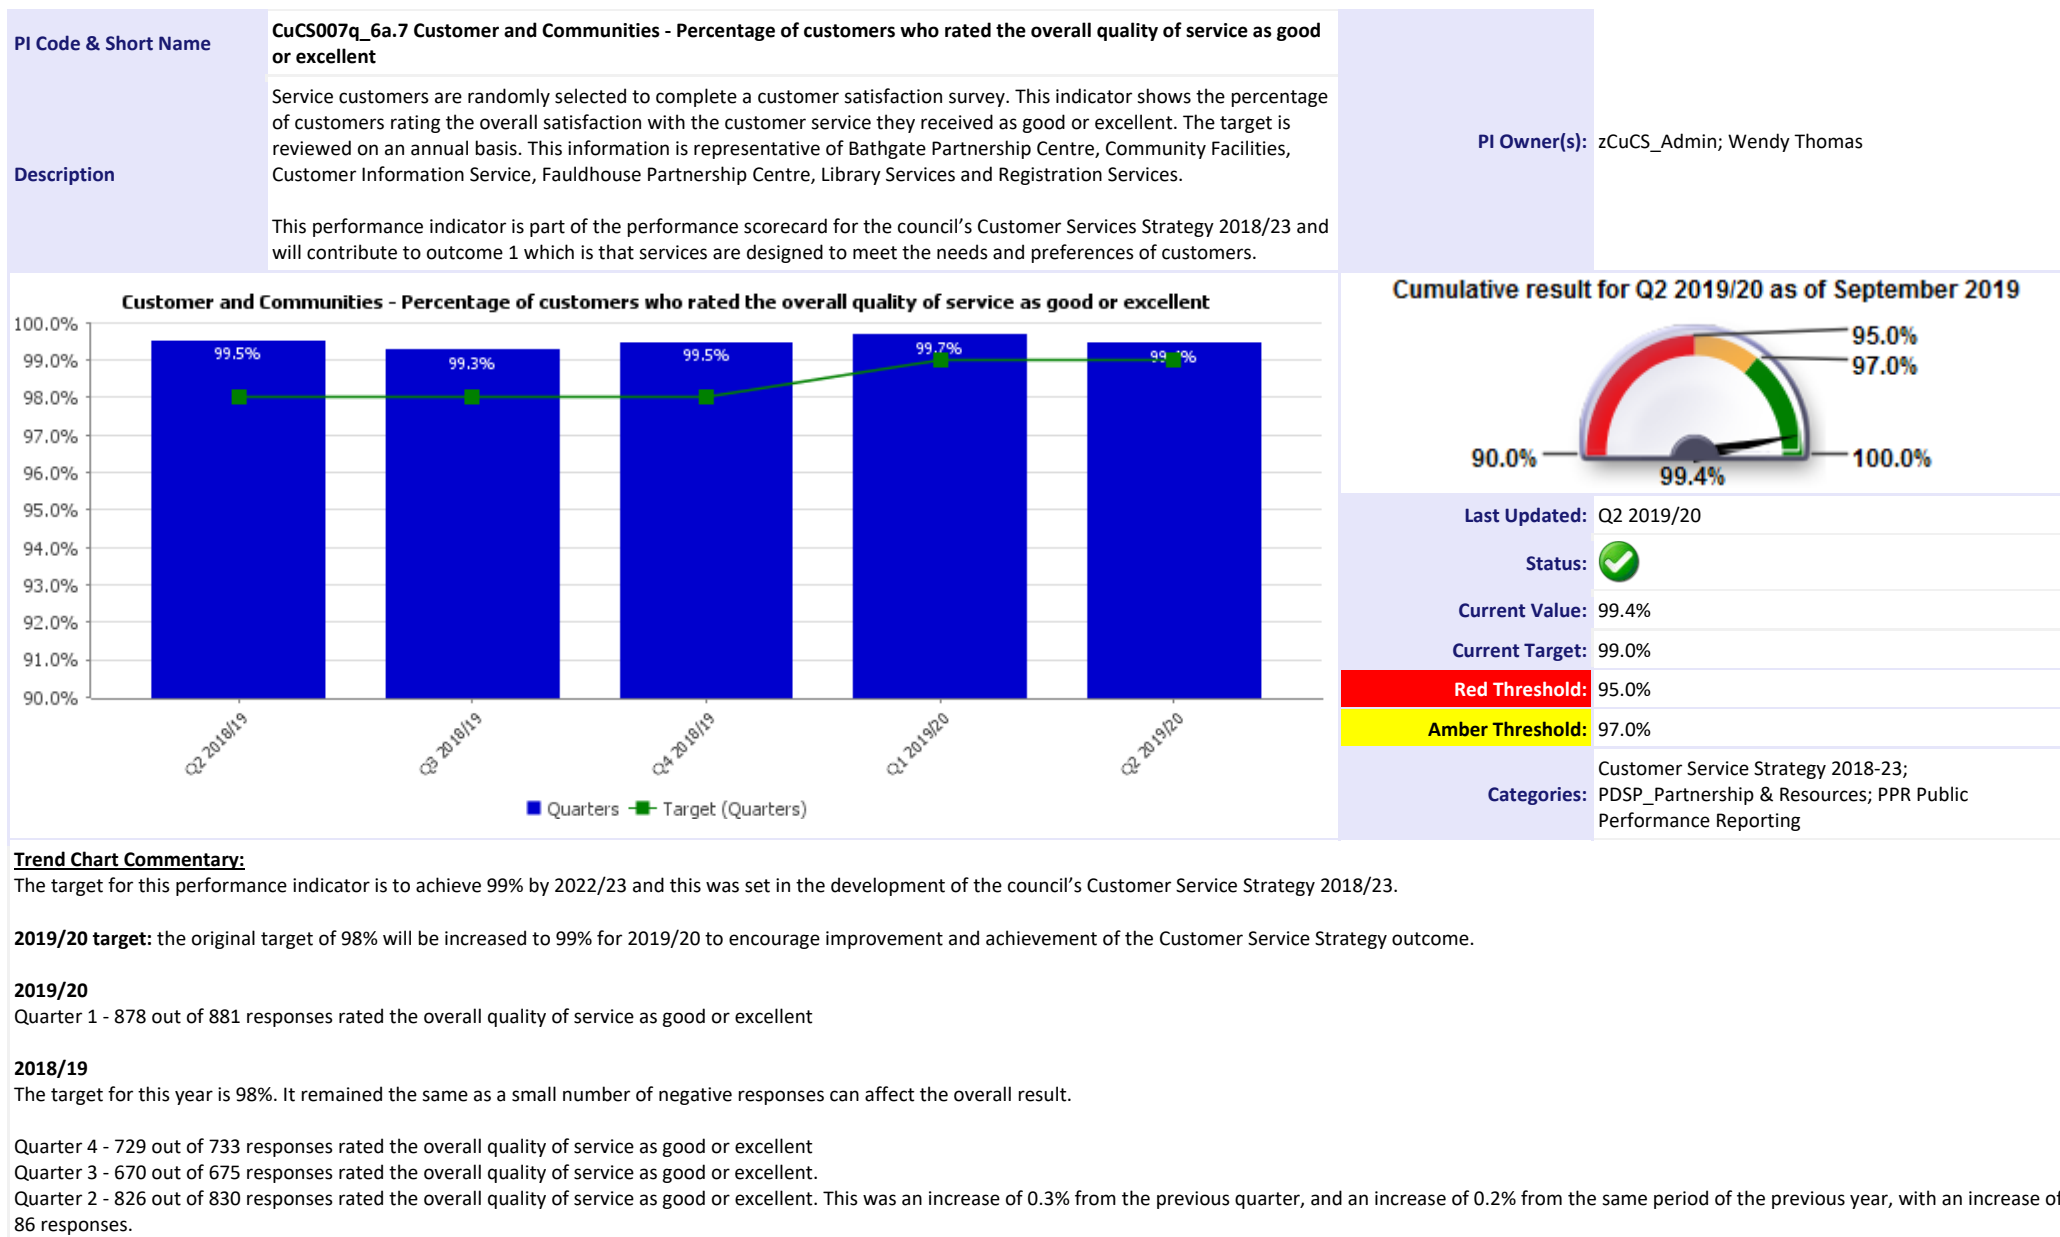 PI Code & Short Name
CuCS007q_6a.7 Customer and Communities - Percentage of customers who rated the overall quality of service as good
or excellent
Description
Service customers are randomly selected to complete a customer satisfaction survey. This indicator shows the percentage
of customers rating the overall satisfaction with the customer service they received as good or excellent. The target is
reviewed on an annual basis. This information is representative of Bathgate Partnership Centre, Community Facilities,
Customer Information Service, Fauldhouse Partnership Centre, Library Services and Registration Services.
This performance indicator is part of the performance scorecard for the council's Customer Services Strategy 2018/23 and
will contribute to outcome 1 which is that services are designed to meet the needs and preferences of customers.
PI Owner(s): zCuCS_Admin; Wendy Thomas
Customer and Communities - Percentage of customers who rated the overall quality of service as good or excellent
100.0%
99.0%
98.0%
97.0%
96.0%
95.0%
94.0%
93.0%
92.0%
91.0%
90.0%
99.5%
99.3%
99.5%
99.7%
99.4%
Q2 2018/19
Q3 2018/19
Q4 2018/19
Q1 2019/20
Q2 2019/20
Quarters Target (Quarters)
Cumulative result for Q2 2019/20 as of September 2019
95.0%
97.0%
90.0%
100.0%
99.4%
Last Updated: Q2 2019/20
Status:
Current Value: 99.4%
Current Target: 99.0%
Red Threshold: 95.0%
Amber Threshold: 97.0%
Categories: Customer Service Strategy 2018-23;
PDSP_Partnership & Resources; PPR Public
Performance Reporting
Trend Chart Commentary:
The target for this performance indicator is to achieve 99% by 2022/23 and this was set in the development of the council's Customer Service Strategy 2018/23.
2019/20 target: the original target of 98% will be increased to 99% for 2019/20 to encourage improvement and achievement of the Customer Service Strategy outcome.
2019/20
Quarter 1 - 878 out of 881 responses rated the overall quality of service as good or excellent
2018/19
The target for this year is 98%. It remained the same as a small number of negative responses can affect the overall result.
Quarter 4 - 729 out of 733 responses rated the overall quality of service as good or excellent
Quarter 3 - 670 out of 675 responses rated the overall quality of service as good or excellent.
Quarter 2 - 826 out of 830 responses rated the overall quality of service as good or excellent. This was an increase of 0.3% from the previous quarter, and an increase of 0.2% from the same period of the previous year, with an increase of
86 responses.